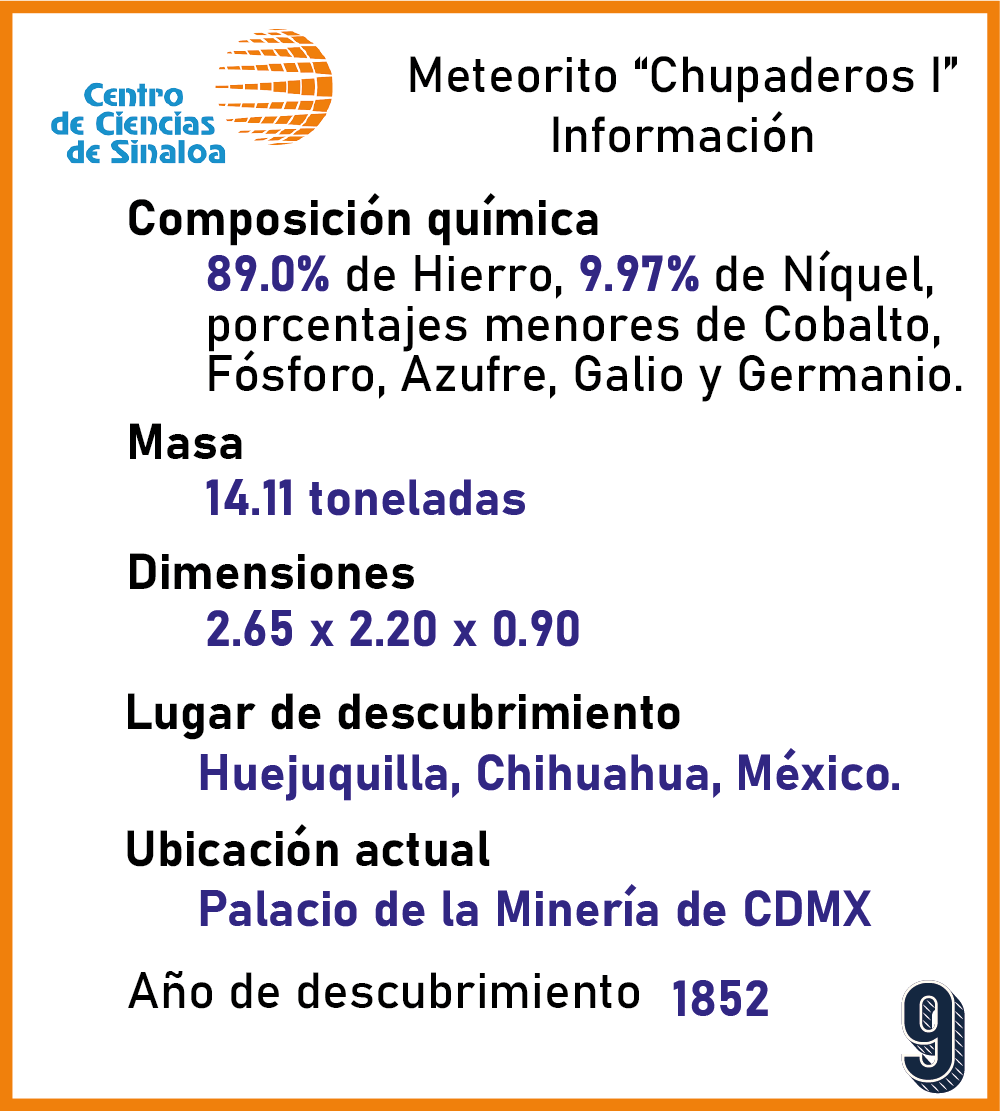 Centro
de Ciencias
de Sinaloa
Meteorito “Chupaderos I”
Información
Composición química
89.0% de Hierro, 9.97% de Níquel,
porcentajes menores de Cobalto,
Fósforo, Azufre, Galio y Germanio.
Masa
14.11 toneladas
Dimensiones
2.65 x 2.20 x 0.90
Lugar de descubrimiento
Huejuquilla, Chihuahua, México.
Ubicación actual
Palacio de la Minería de CDMX
Año de descubrimiento 1852
9